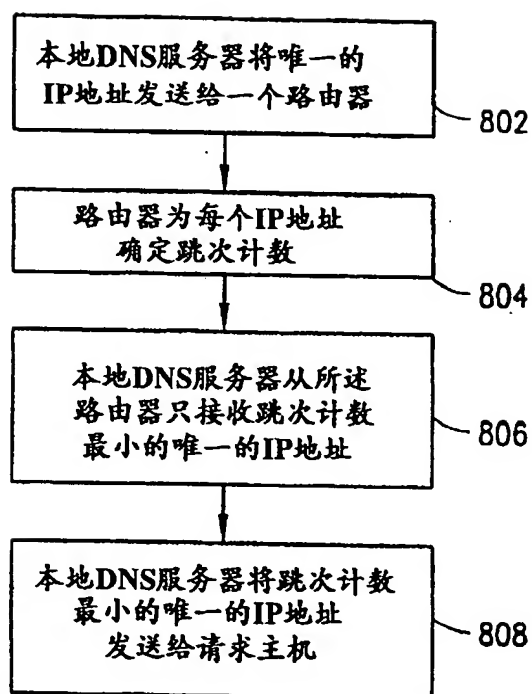 本地DNS服务器将唯一的
IP地址发送给一个路由器
802
路由器为每个IP地址
确定跳次计数
804
本地DNS服务器从所述
路由器只接收跳次计数
最小的唯一的IP地址
806
本地DNS服务器将跳次计数
最小的唯一的IP地址
发送给请求主机
808